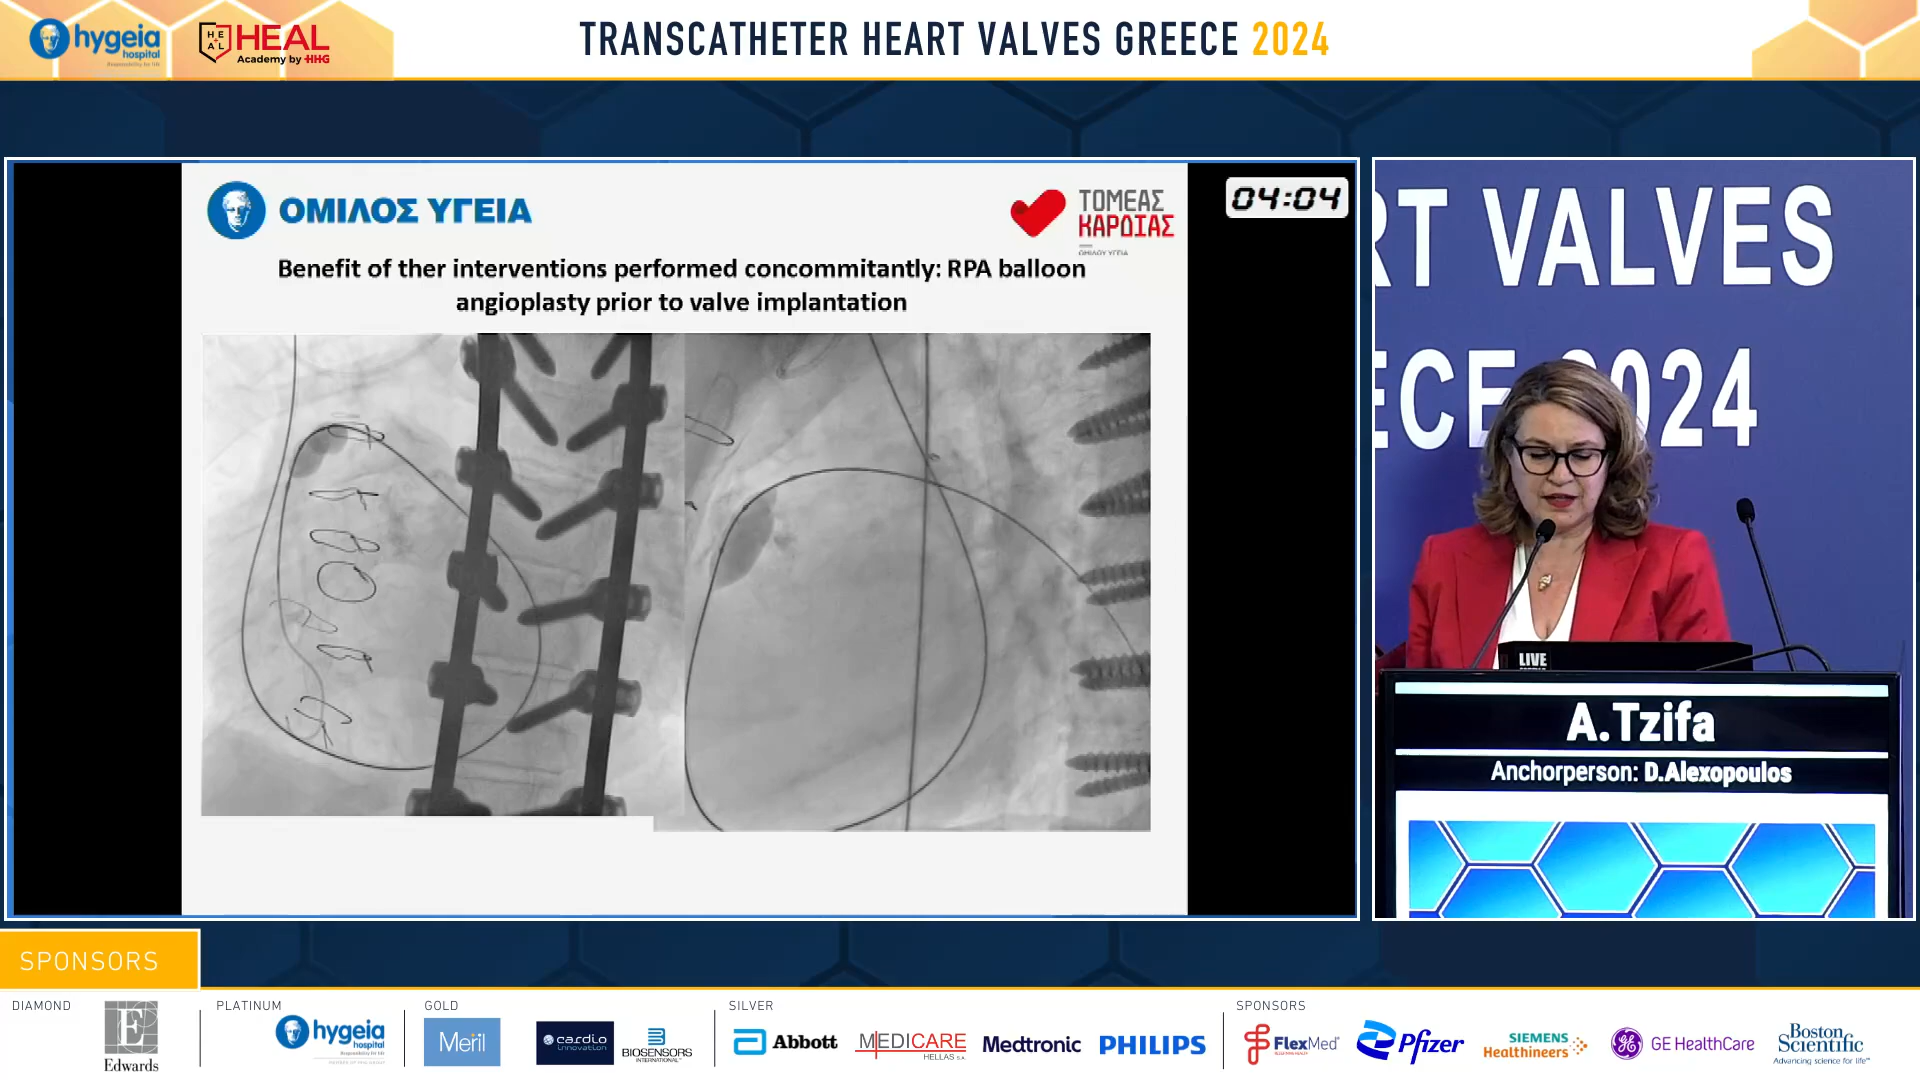 hygeia
hospital
HEAL
HEAL
Academy by HHG
TRANSCATHETER HEART VALVES GREECE 2024
ΟΜΙΛΟΣ ΥΓΕΙΑ
ΤΟΜΕΑΣ
ΚΑΡΔΙΑΣ
ΟΜΙΛΟΥ ΥΓΕΙΑ
04:04
Benefit of ther interventions performed concommitantly: RPA balloon
angioplasty prior to valve implantation
RT VALVES
ECE 2024
LIVE
A.Tzifa
Anchorperson: D.Alexopoulos
SPONSORS
DIAMOND
Edwards
PLATINUM
hygeia
hospital
GOLD
Meril
cardio
innovation
BIOSENSORS
INTERNATIONAL
SILVER
Abbott
MEDICARE
HELLAS S.A.
Medtronic
PHILIPS
SPONSORS
FlexMed
Pfizer
SIEMENS
Healthineers
GE HealthCare
Boston
Scientific
Advancing science for life